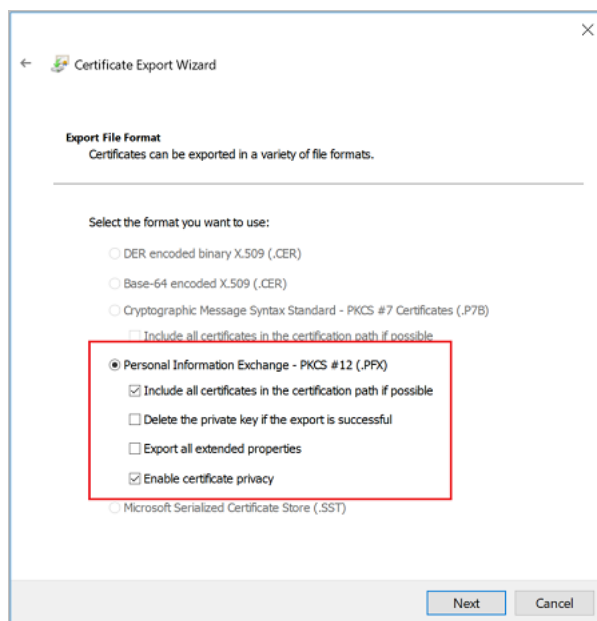 Certificate Export Wizard
Export File Format
Certificates can be exported in a variety of file formats.
Select the format you want to use:
DER encoded binary X.509 (.CER)
Base-64 encoded X.509 (.CER)
Cryptographic Message Syntax Standard - PKCS #7 Certificates (.P7B)
Include all certificates in the certification path if possible
Personal Information Exchange - PKCS #12 (.PFX)
Include all certificates in the certification path if possible
Delete the private key if the export is successful
Export all extended properties
Enable certificate privacy
Microsoft Serialized Certificate Store (.SST)
Next Cancel